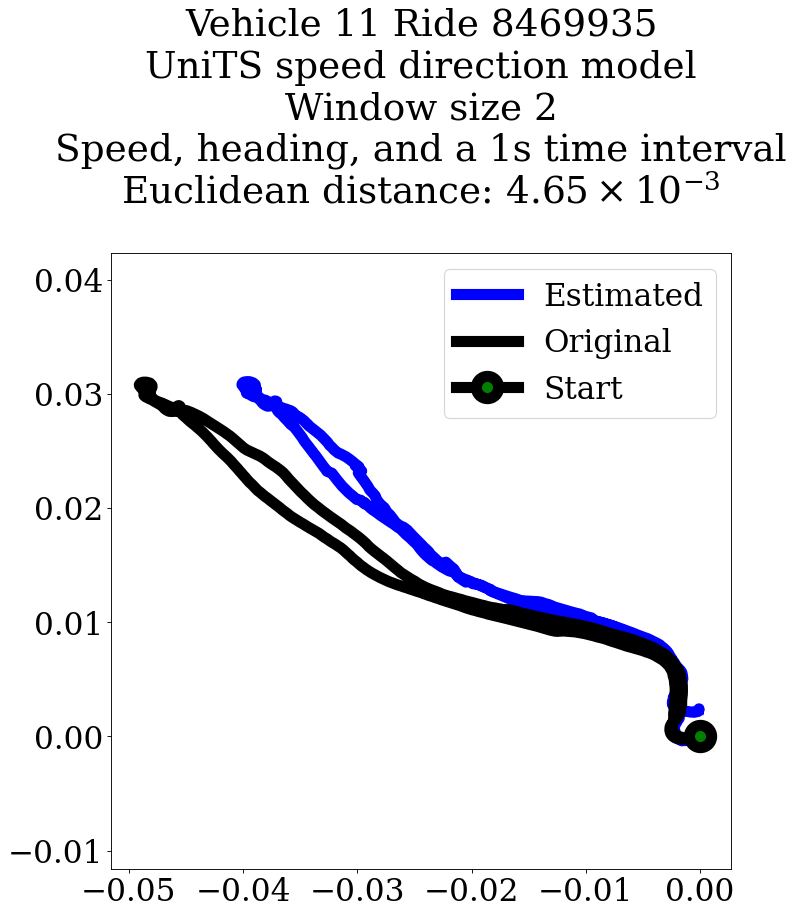 Vehicle 11 Ride 8469935
UniTS speed direction model
Window size 2
Speed, heading, and a 1s time interval
Euclidean distance: 4.65 × 10⁻³
0.04
0.03
0.02
0.01
0.00
−0.01
Estimated
Original
Start
−0.05 −0.04 −0.03 −0.02 −0.01 0.00